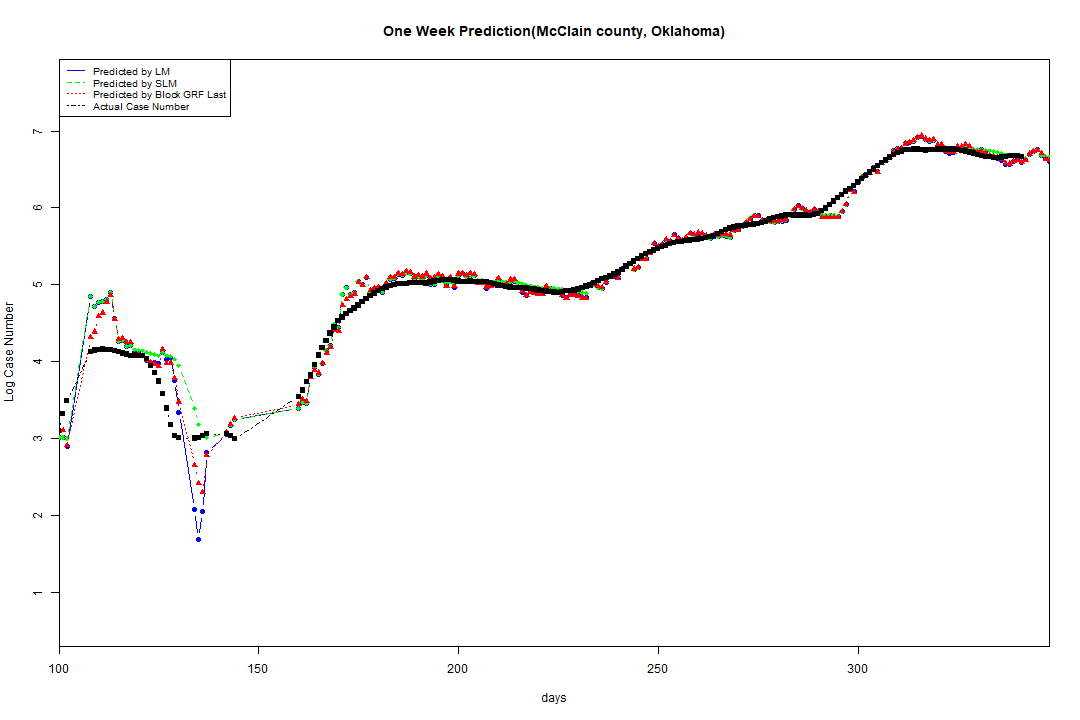 One Week Prediction(McClain county, Oklahoma)
Predicted by LM
Predicted by SLM
Predicted by Block GRF Last
Actual Case Number
7
6
5
4
3
2
1
Log Case Number
100 150 200 250 300
days